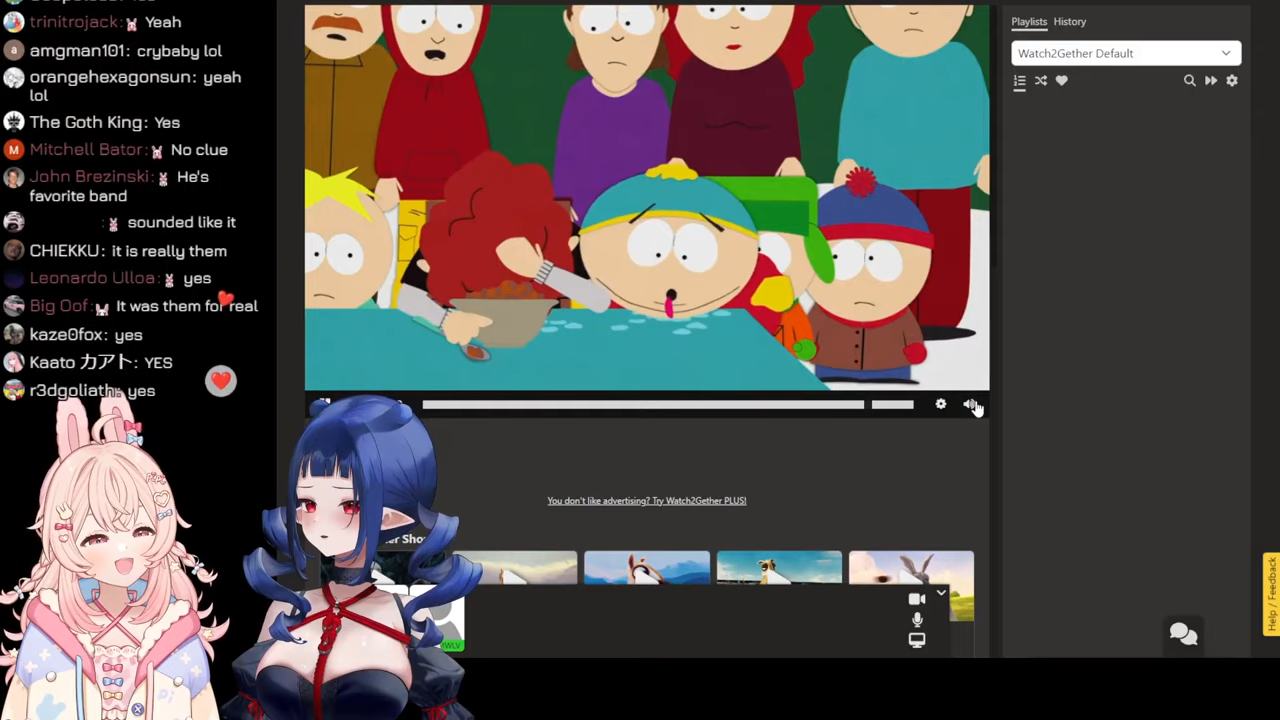 trinitrojack: Yeah
amgman101: crybaby lol
orangehexagonsun: yeah
lol
The Goth King: Yes
Mitchell Bator: No clue
John Brezinski: He's
favorite band
: sounded like it
CHIEKKU: it is really them
Leonardo Ulloa: yes
Big Oof: It was them for real
kaze0fox: yes
Kaato カアト: YES
r3dgoliath: yes
Playlists History
Watch2Gether Default
You don't like advertising? Try Watch2Gether PLUS!
Help / Feedback